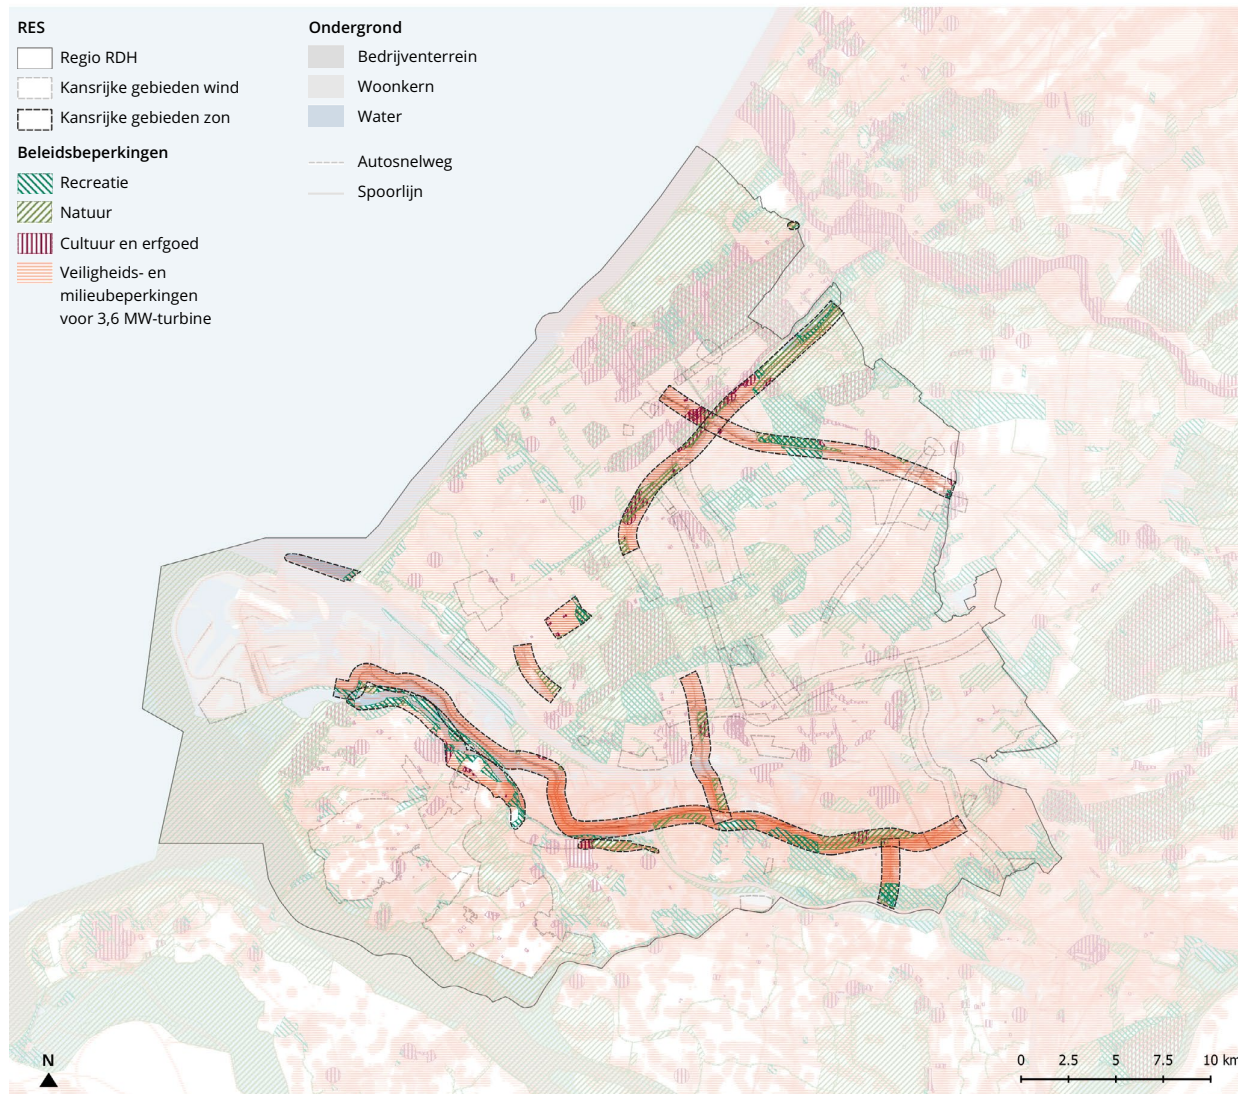 RES
Regio RDH
Kansrijke gebieden wind
Kansrijke gebieden zon
Beleidsbeperkingen
Recreatie
Natuur
Cultuur en erfgoed
Veiligheids- en
milieubeperkingen
voor 3,6 MW-turbine
Ondergrond
Bedrijventerrein
Woonkern
Water
Autosnelweg
Spoorlijn
N
0 2.5 5 7.5 10 km